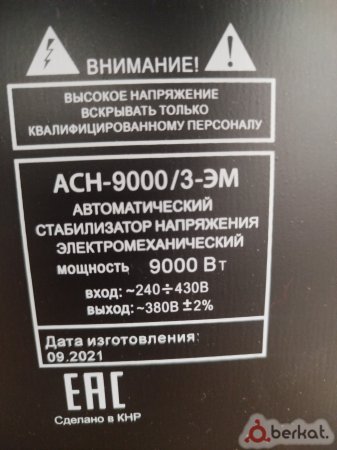 ВНИМАНИЕ!
ВЫСОКОЕ НАПРЯЖЕНИЕ
ВСКРЫВАТЬ ТОЛЬКО
КВАЛИФИЦИРОВАННОМУ ПЕРСОНАЛУ
АСН-9000/3-ЭМ
АВТОМАТИЧЕСКИЙ
СТАБИЛИЗАТОР НАПРЯЖЕНИЯ
ЭЛЕКТРОМЕХАНИЧЕСКИЙ
мощность 9000 Вт
вход: ~240÷430В
выход: ~380В ±2%
Дата изготовления:
09.2021
EAC
Сделано в КНР
berkat.